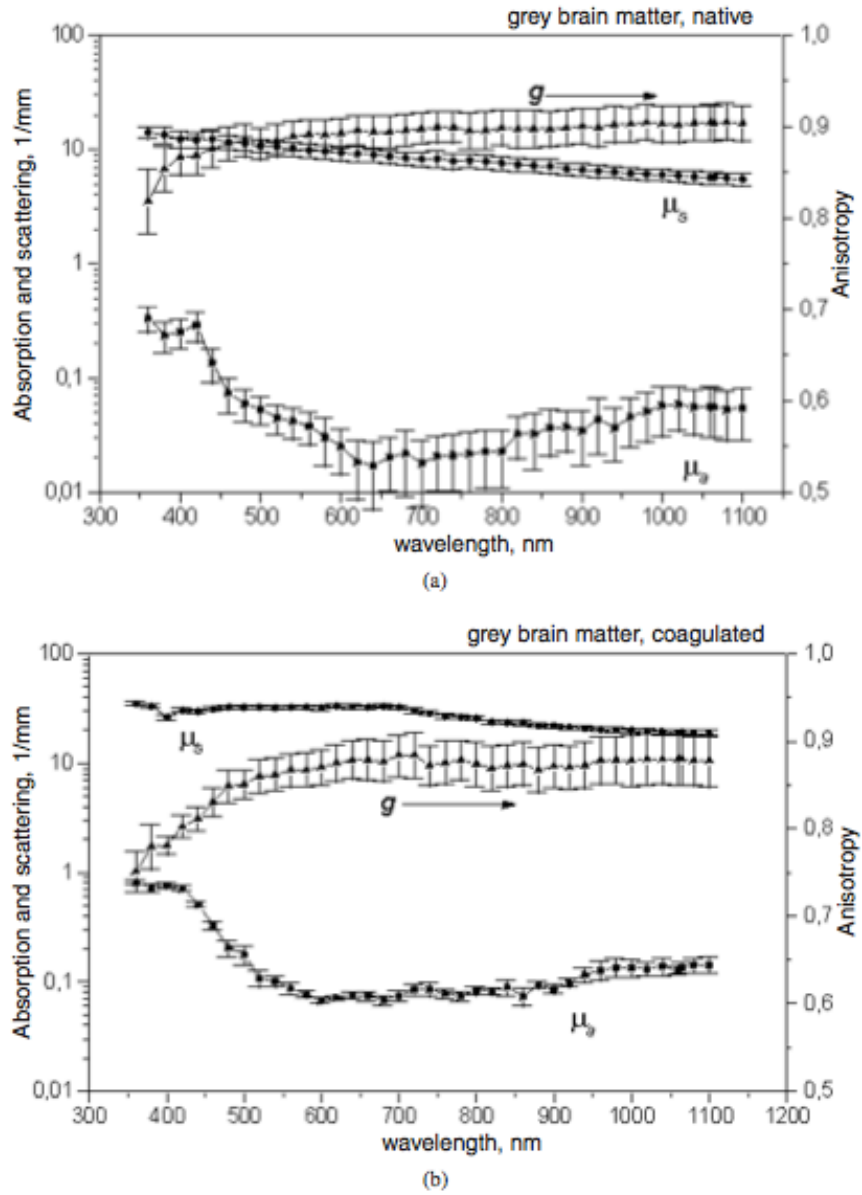 grey brain matter, native
100
10
1
0,1
0,01
Absorption and scattering, 1/mm
g
μs
μa
1,0
0,9
0,8
0,7
0,6
0,5
Anisotropy
300 400 500 600 700 800 900 1000 1100
wavelength, nm
(a)
grey brain matter, coagulated
100
10
1
0,1
0,01
Absorption and scattering, 1/mm
μs
g
μa
1,0
0,9
0,8
0,7
0,6
0,5
Anisotropy
300 400 500 600 700 800 900 1000 1100 1200
wavelength, nm
(b)